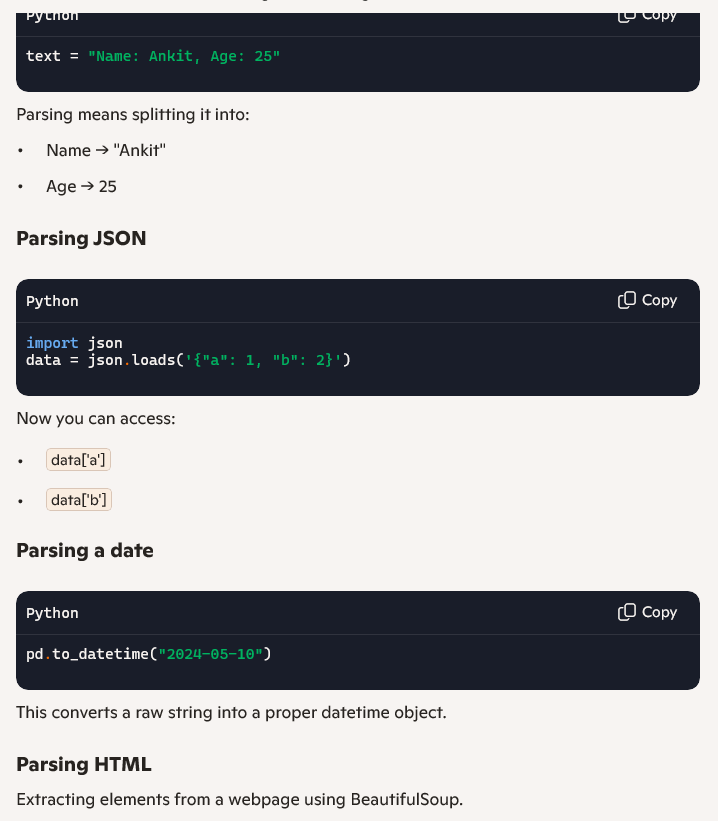 Python
Copy
text = "Name: Ankit, Age: 25"
Parsing means splitting it into:
• Name → "Ankit"
• Age → 25
Parsing JSON
Python
Copy
import json
data = json.loads('{"a": 1, "b": 2}')
Now you can access:
• data['a']
• data['b']
Parsing a date
Python
Copy
pd.to_datetime("2024-05-10")
This converts a raw string into a proper datetime object.
Parsing HTML
Extracting elements from a webpage using BeautifulSoup.